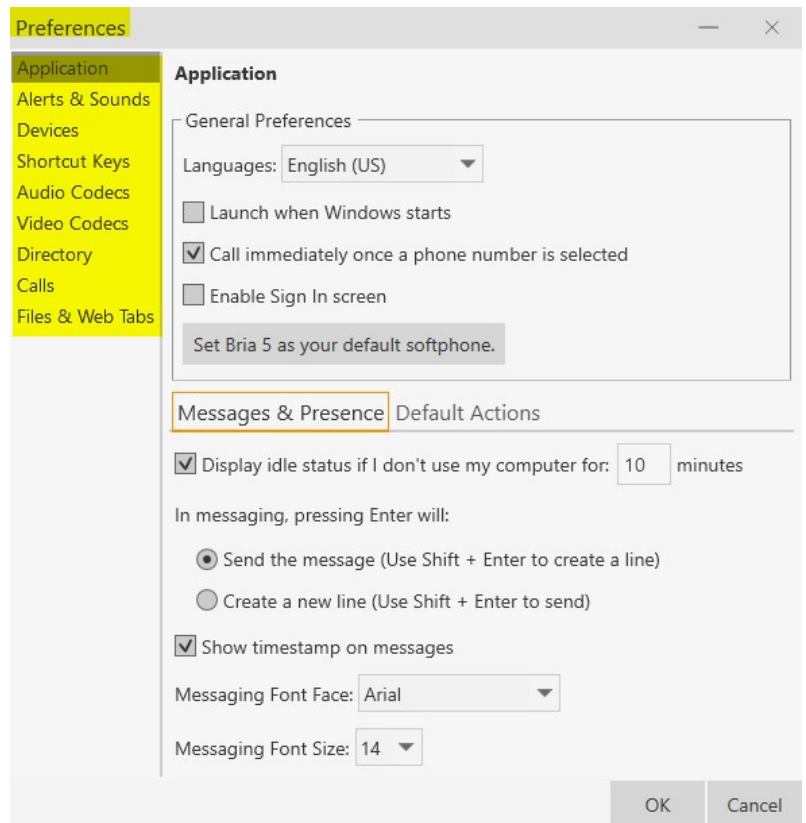 Preferences
Application
Alerts & Sounds
Devices
Shortcut Keys
Audio Codecs
Video Codecs
Directory
Calls
Files & Web Tabs
Application
General Preferences
Languages: English (US)
Launch when Windows starts
Call immediately once a phone number is selected
Enable Sign In screen
Set Bria 5 as your default softphone.
Messages & Presence Default Actions
Display idle status if I don't use my computer for: 10 minutes
In messaging, pressing Enter will:
Send the message (Use Shift + Enter to create a line)
Create a new line (Use Shift + Enter to send)
Show timestamp on messages
Messaging Font Face: Arial
Messaging Font Size: 14
OK Cancel